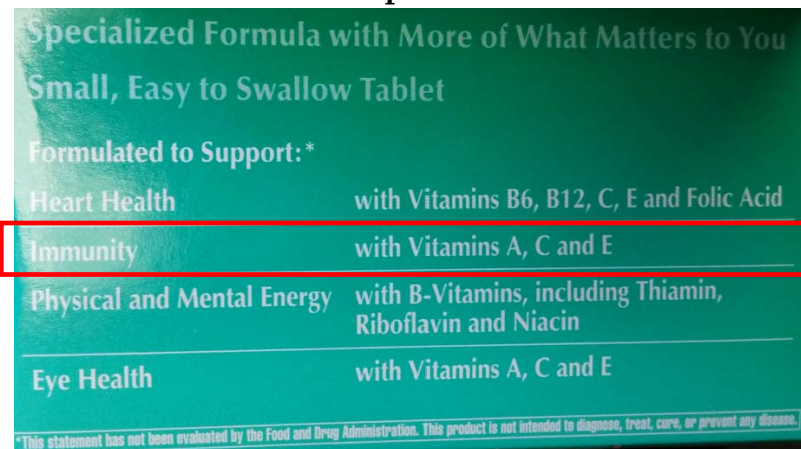 Specialized Formula with More of What Matters to You
Small, Easy to Swallow Tablet
Formulated to Support:*
Heart Health with Vitamins B6, B12, C, E and Folic Acid
Immunity with Vitamins A, C and E
Physical and Mental Energy with B-Vitamins, including Thiamin,
Riboflavin and Niacin
Eye Health with Vitamins A, C and E
*This statement has not been evaluated by the Food and Drug Administration. This product is not intended to diagnose, treat, cure, or prevent any disease.